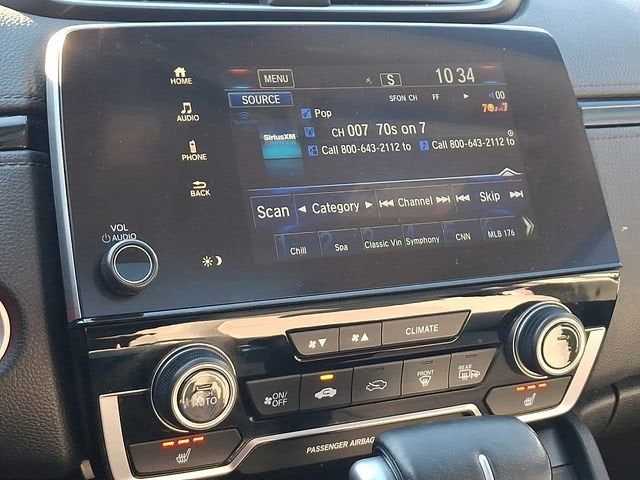 MENU
S
10 34
HOME
SOURCE
SFON CH FF
00
Pop
AUDIO
SiriusXM
CH 007 70s on 7
Call 800-643-2112 to
Call 800-643-2112 to
PHONE
BACK
Scan
Category
Channel
Skip
VOL
AUDIO
Chill
Spa
Classic Vin
Symphony
CNN
MLB 176
CLIMATE
ON/
OFF
FRONT
REAR
AUTO
PASSENGER AIRBAG